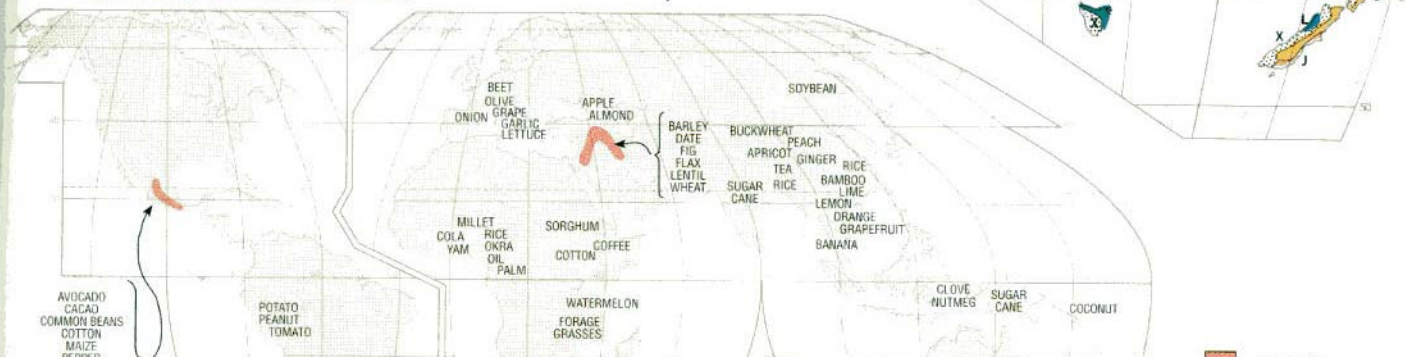 BEET
OLIVE
ONION GRAPE
GARLIC
LETTUCE
APPLE
ALMOND
BARLEY
DATE
FIG
FLAX
LENTIL
WHEAT
SOYBEAN
BUCKWHEAT
PEACH
APRICOT
GINGER
TEA
RICE
SUGAR RICE
CANE
BAMBOO
LIME
LEMON
ORANGE
GRAPEFRUIT
BANANA
MILLET
COLA RICE
YAM OKRA
OIL
PALM
SORGHUM
COFFEE
COTTON
WATERMELON
FORAGE
GRASSES
CLOVE
NUTMEG
SUGAR
CANE
COCONUT
AVOCADO
CACAO
COMMON BEANS
COTTON
MAIZE
PEPPER
POTATO
PEANUT
TOMATO
X
L
X
J
50